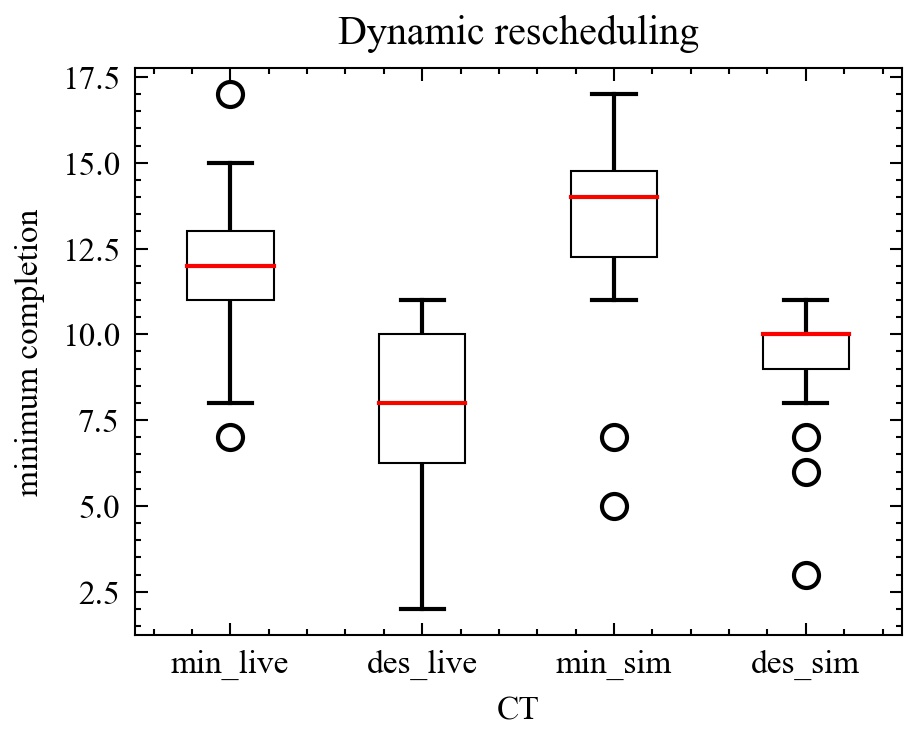 Dynamic rescheduling
17.5
15.0
12.5
10.0
7.5
5.0
2.5
minimum completion
min_live des_live min_sim des_sim
CT